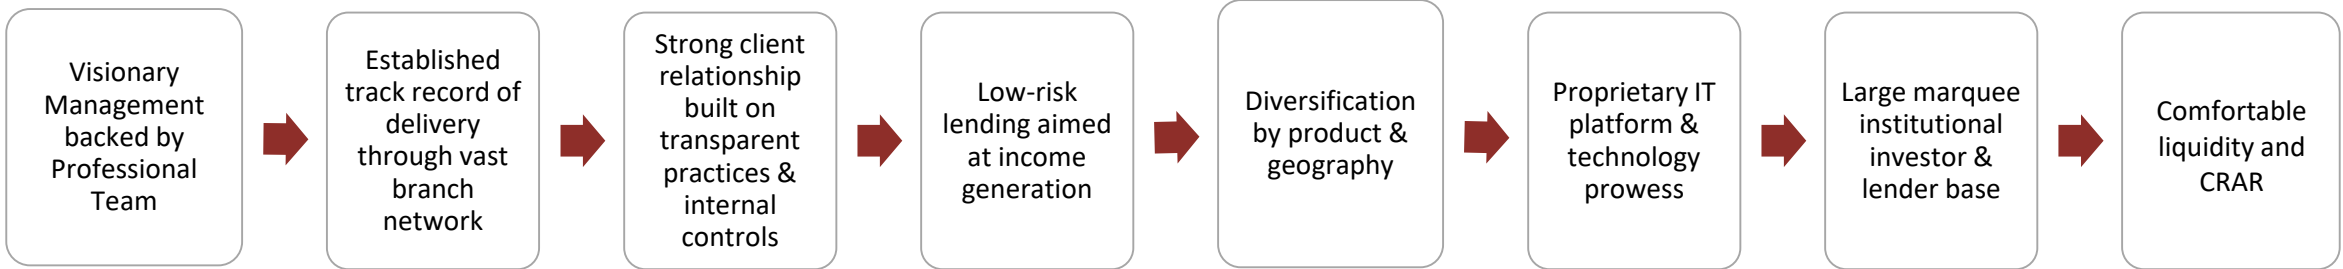 Visionary
Management
backed by
Professional
Team
Established
track record of
delivery
through vast
branch
network
Strong client
relationship
built on
transparent
practices &
internal
controls
Low-risk
lending aimed
at income
generation
Diversification
by product &
geography
Proprietary IT
platform &
technology
prowess
Large marquee
institutional
investor &
lender base
Comfortable
liquidity and
CRAR